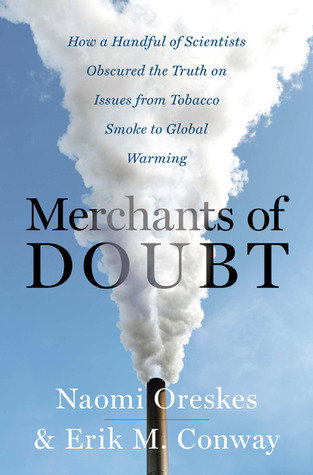 How a Handful of Scientists
Obscured the Truth on
Issues from Tobacco
Smoke to Global
Warming
Merchants of
DOUBT
Naomi Oreskes
& Erik M. Conway